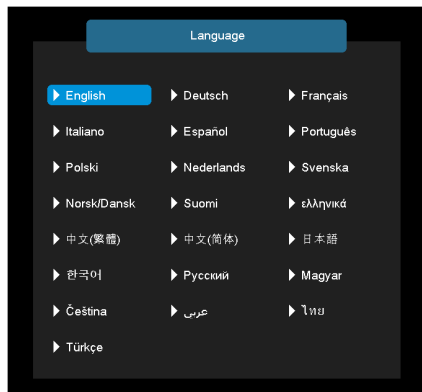 Language
English Deutsch Français
Italiano Español Português
Polski Nederlands Svenska
Norsk/Dansk Suomi ελληνικά
中文(繁體) 中文(简体) 日本語
한국어 Русский Magyar
Čeština عربي ไทย
Türkçe